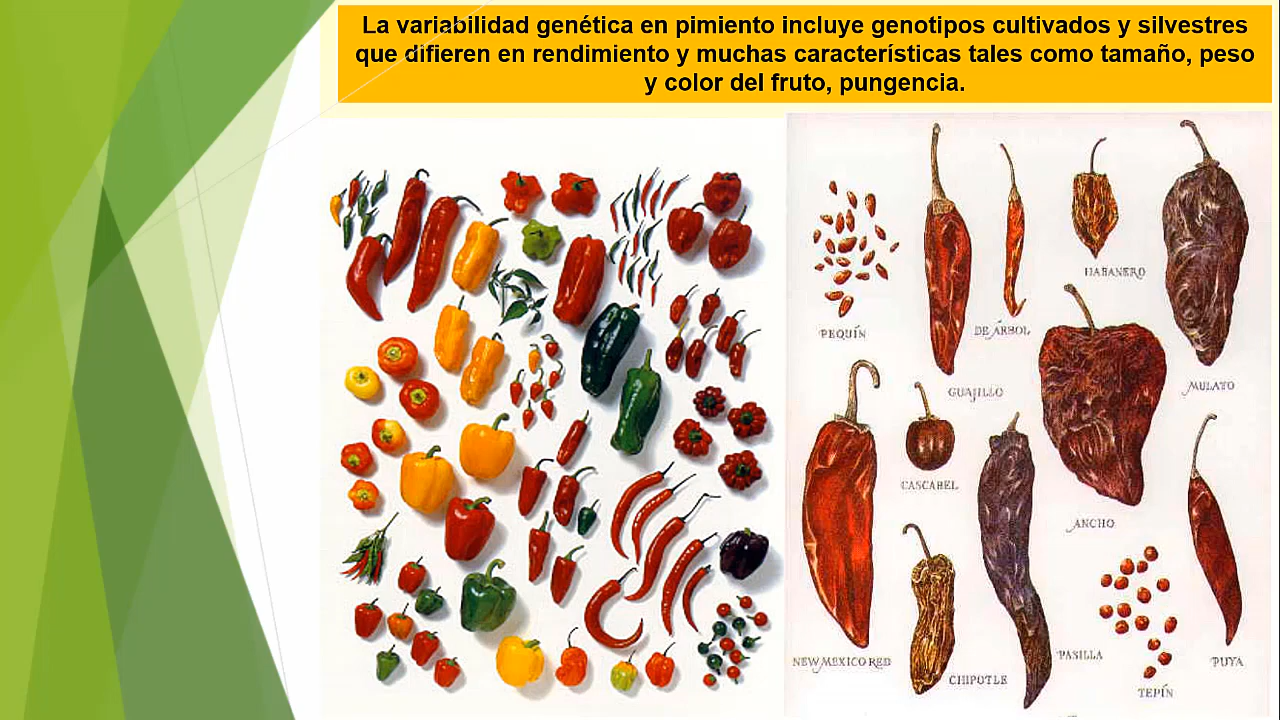 La variabilidad genética en pimiento incluye genotipos cultivados y silvestres
que difieren en rendimiento y muchas características tales como tamaño, peso
y color del fruto, pungencia.
PEQUÍN
GUAJILLO
DE ÁRBOL
HABANERO
MULATO
NEW MEXICO RED
CASCABEL
CHIPOTLE
PASILLA
ANCHO
TEPÍN
PUYA